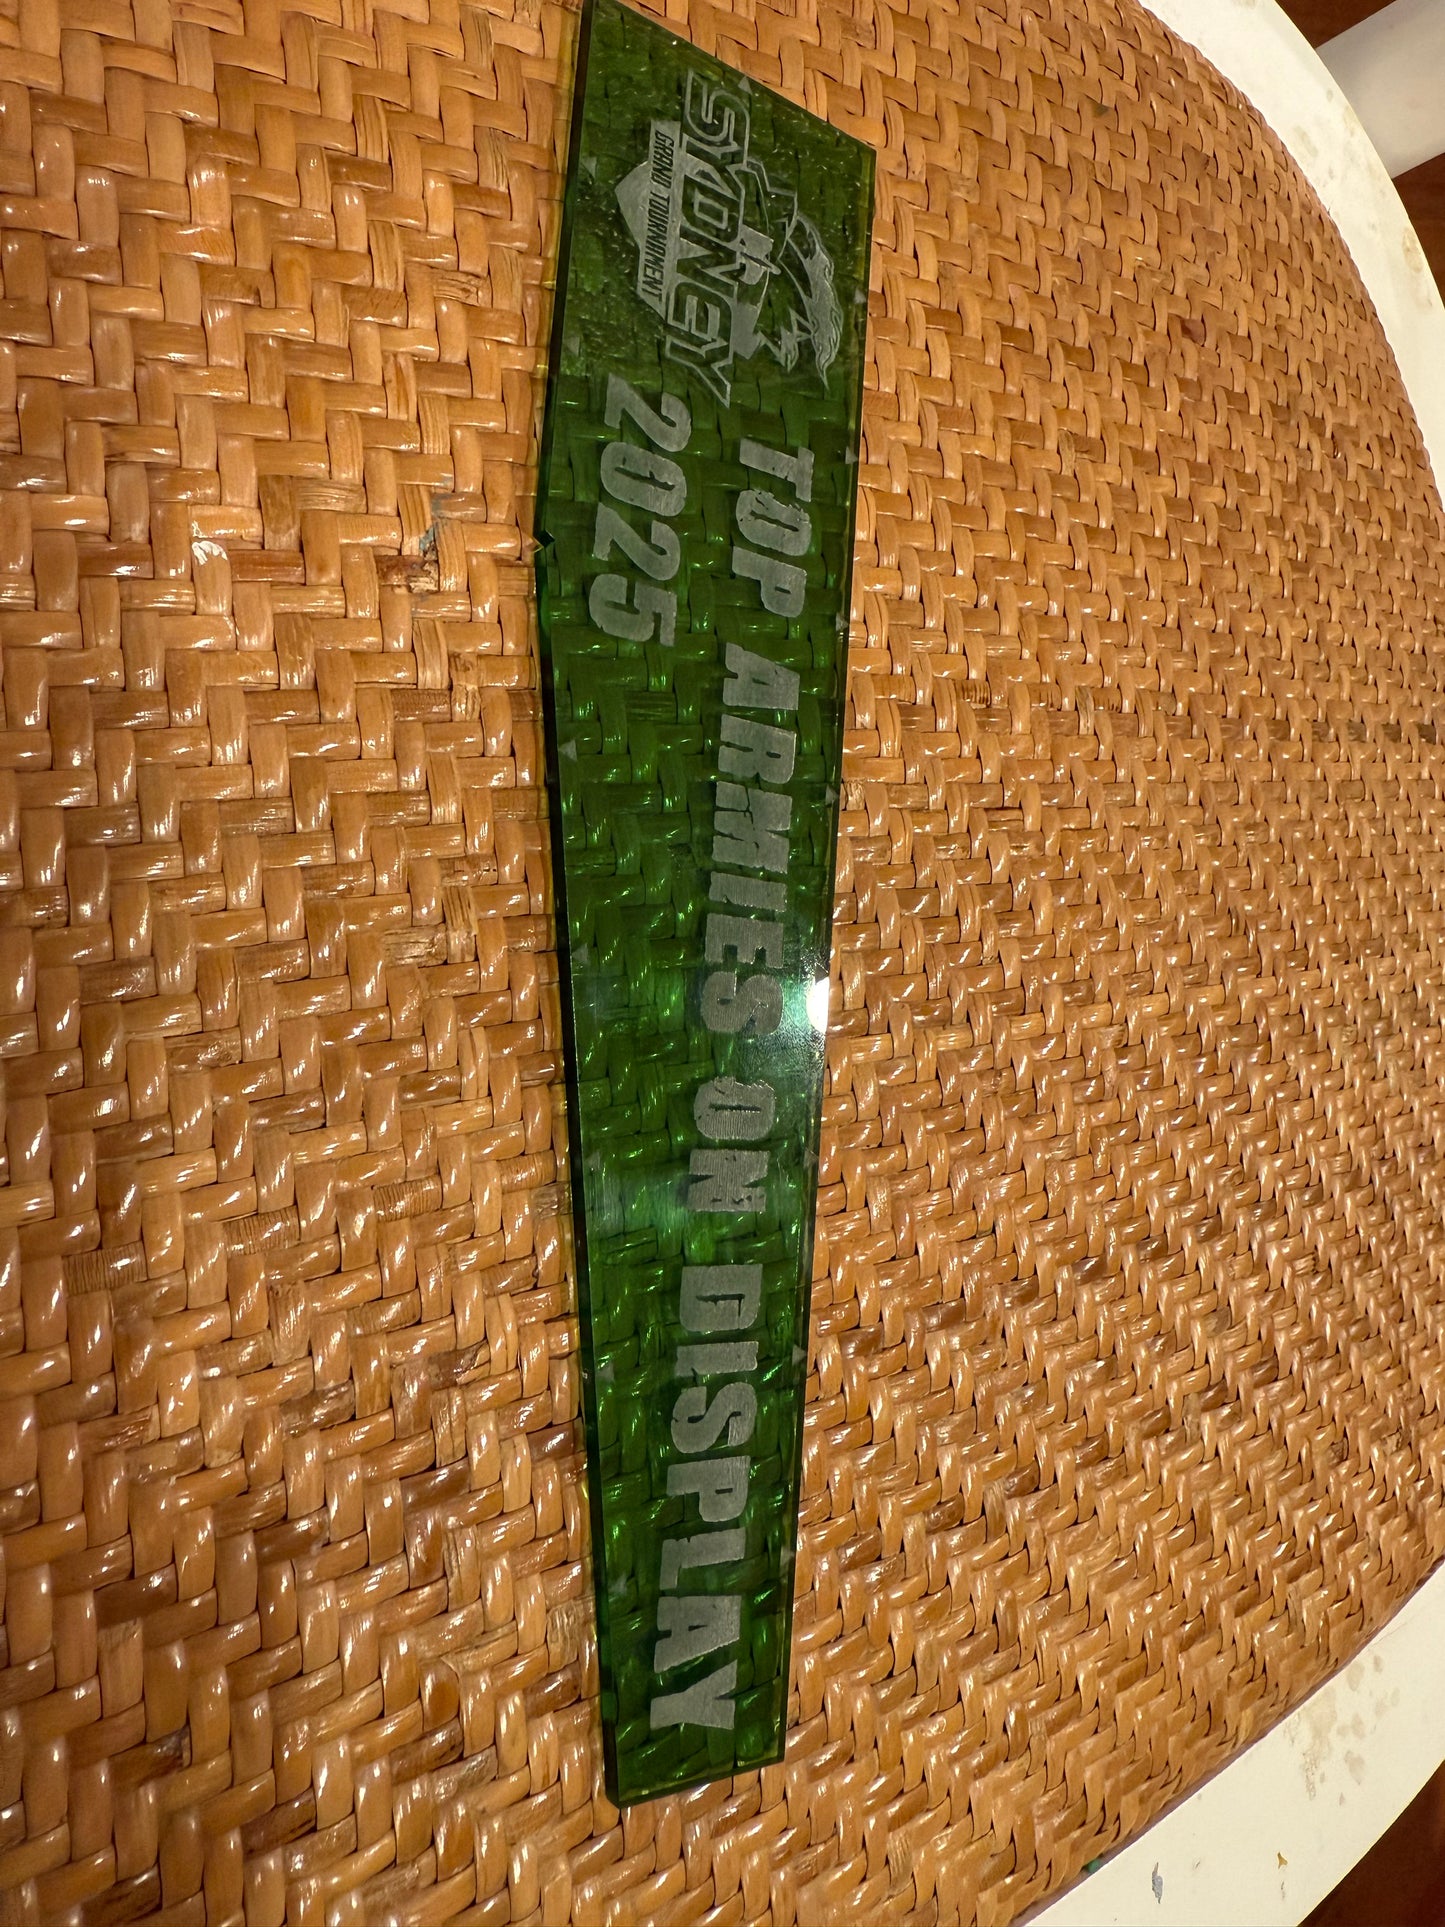 SYDNEY
GRAND TOURNAMENT
TOP ARMIES ON DISPLAY
2025